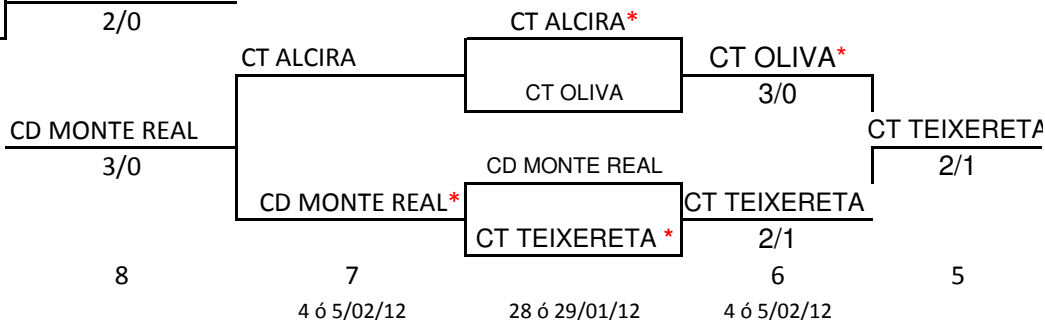 2/0
CT ALCIRA*
CT ALCIRA
CT OLIVA*
CT OLIVA
3/0
CD MONTE REAL
CT TEIXERETA
3/0
CD MONTE REAL
2/1
CD MONTE REAL*
CT TEIXERETA
CT TEIXERETA *
2/1
8
7
6
5
4 ó 5/02/12
28 ó 29/01/12
4 ó 5/02/12